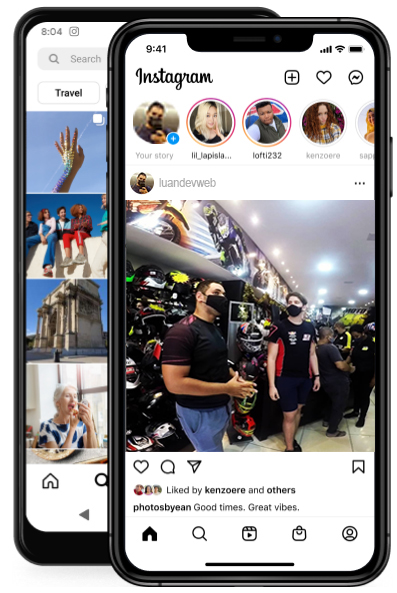 8:04
Search
Travel
9:41
Instagram
Your story
lil_lapisla...
lofti232
kenzoere
sapp
luandevweb
Liked by kenzoere and others
photosbyean Good times. Great vibes.